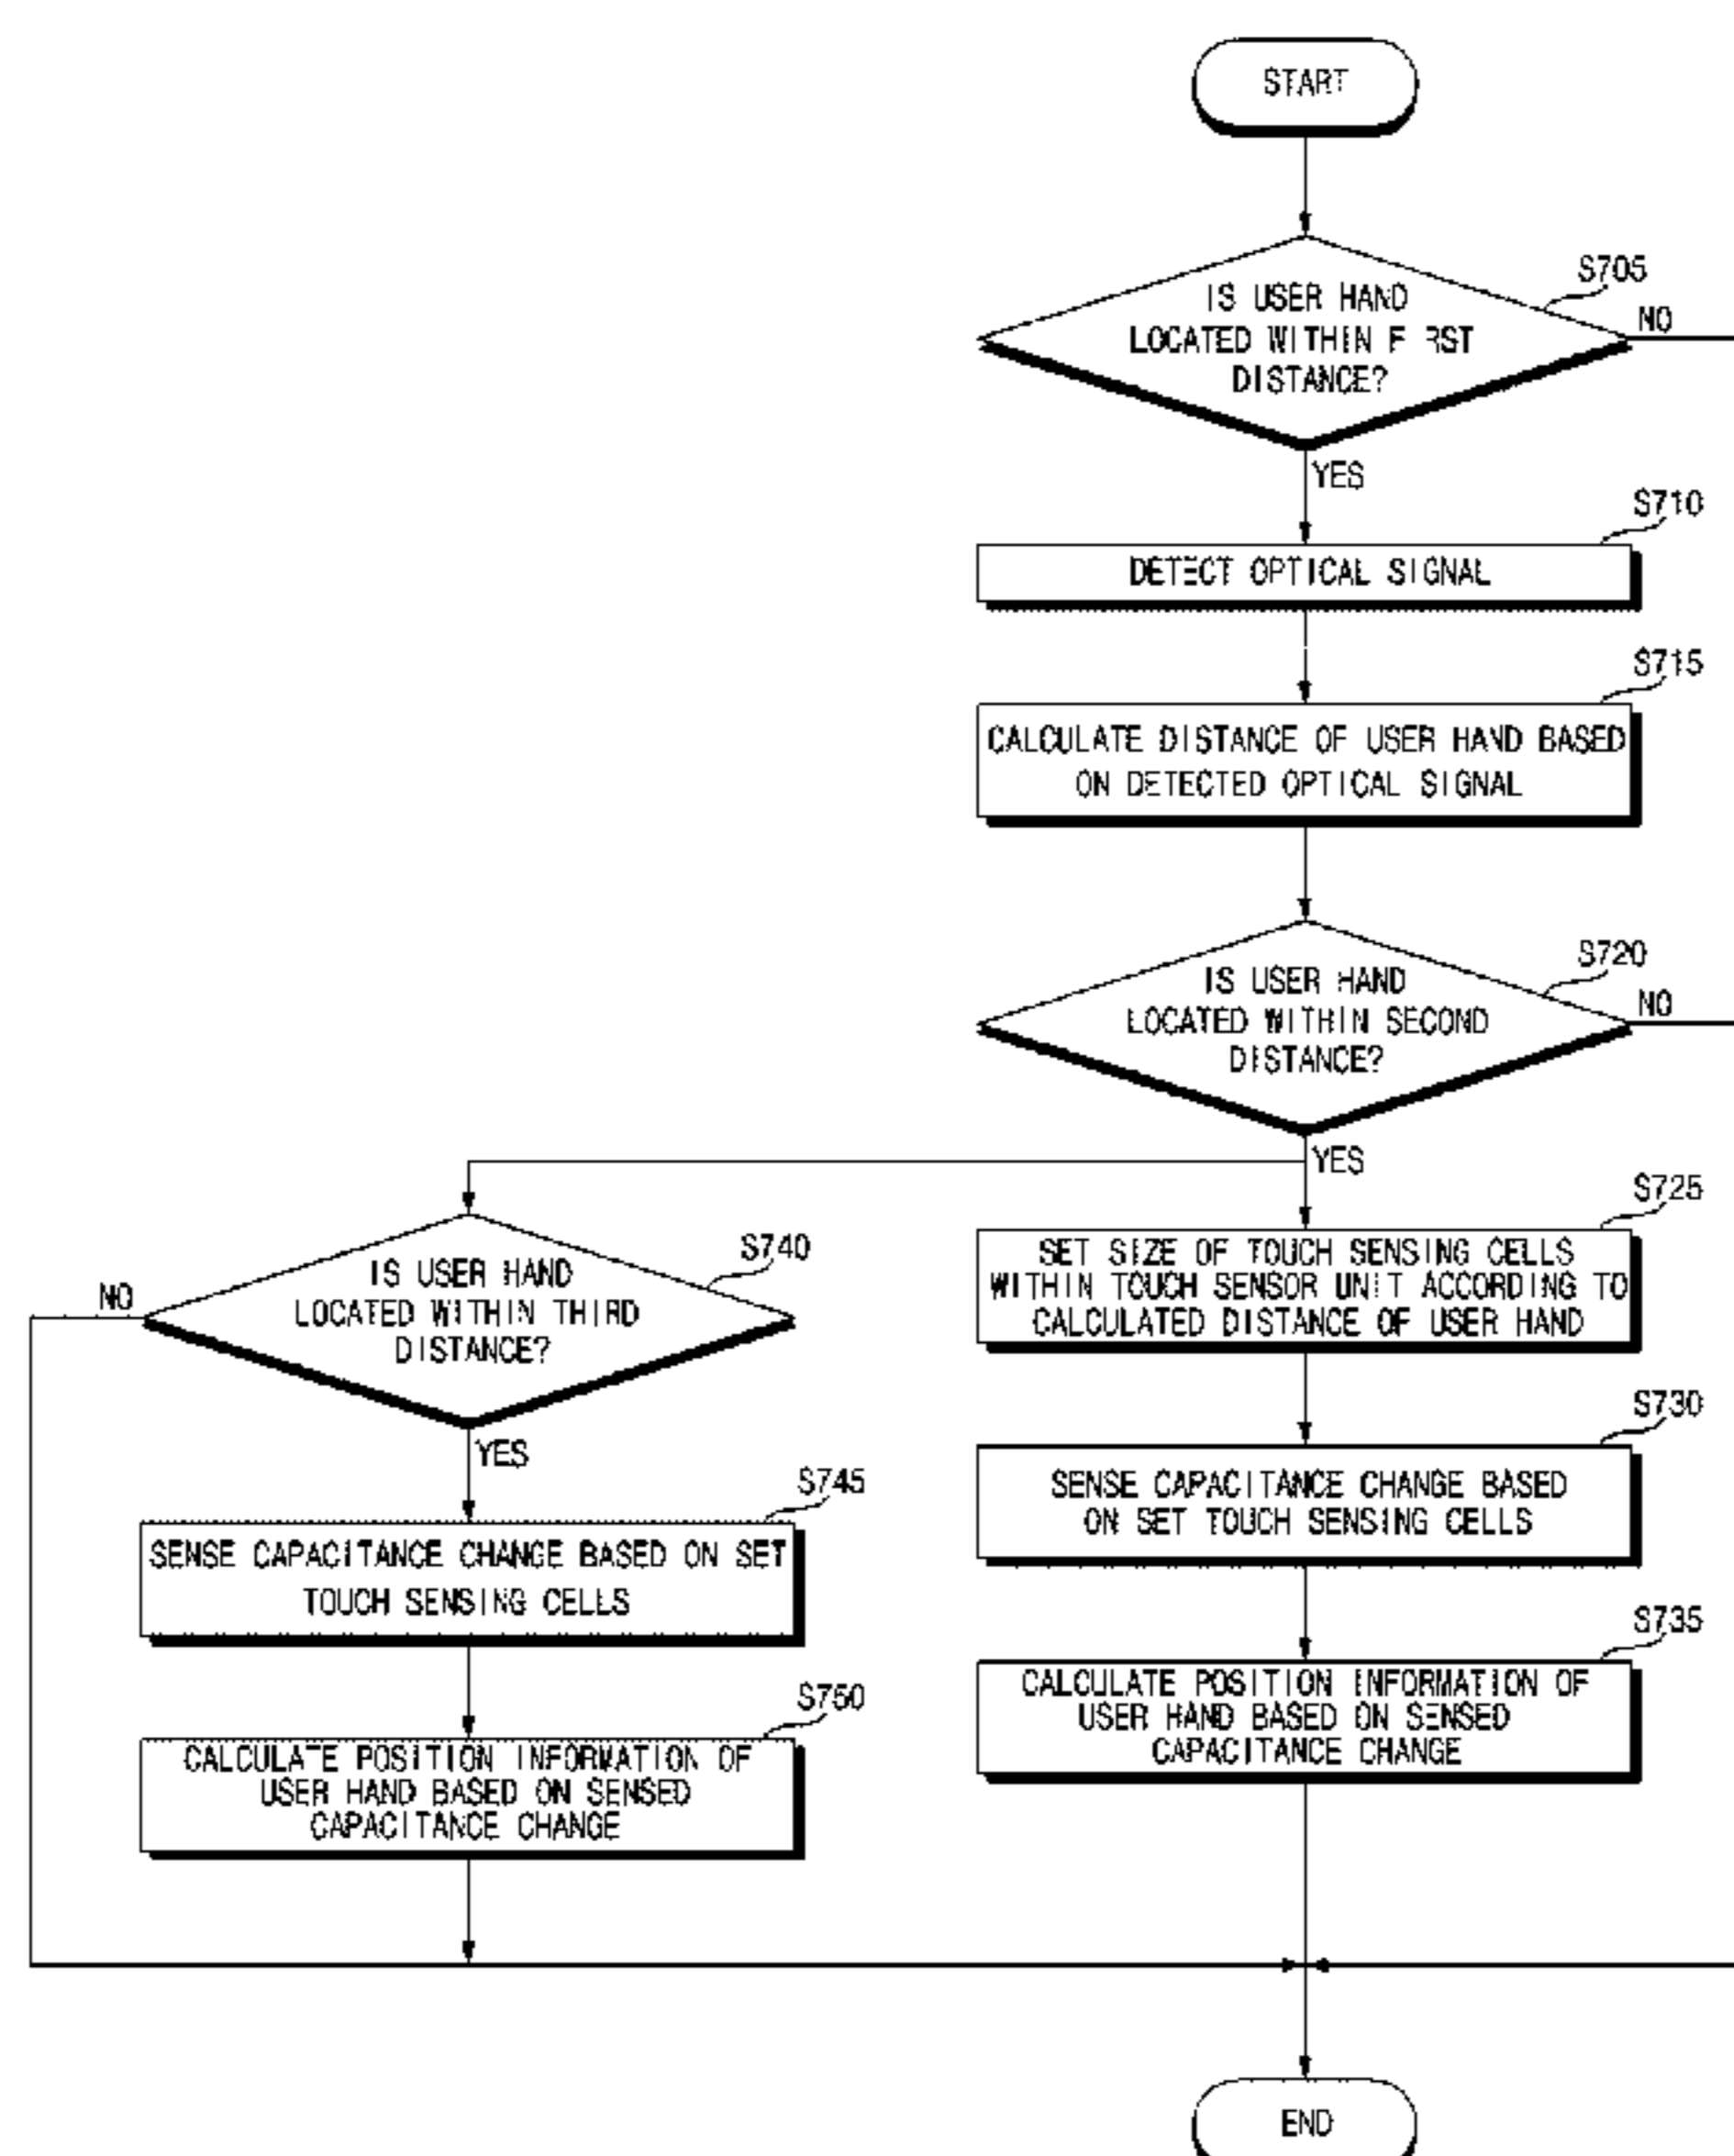 START
S705
IS USER HAND
LOCATED WITHIN F RST
DISTANCE?
NO
YES
S710
DETECT OPTICAL SIGNAL
S715
CALCULATE DISTANCE OF USER HAND BASED
ON DETECTED OPTICAL SIGNAL
S720
IS USER HAND
LOCATED WITHIN SECOND
DISTANCE?
NO
YES
S725
SET SIZE OF TOUCH SENSING CELLS
WITHIN TOUCH SENSOR UNIT ACCORDING TO
CALCULATED DISTANCE OF USER HAND
S730
SENSE CAPACITANCE CHANGE BASED
ON SET TOUCH SENSING CELLS
S735
CALCULATE POSITION INFORMATION OF
USER HAND BASED ON SENSED
CAPACITANCE CHANGE
S740
IS USER HAND
LOCATED WITHIN THIRD
DISTANCE?
NO
YES
S745
SENSE CAPACITANCE CHANGE BASED ON SET
TOUCH SENSING CELLS
S750
CALCULATE POSITION INFORMATION OF
USER HAND BASED ON SENSED
CAPACITANCE CHANGE
END